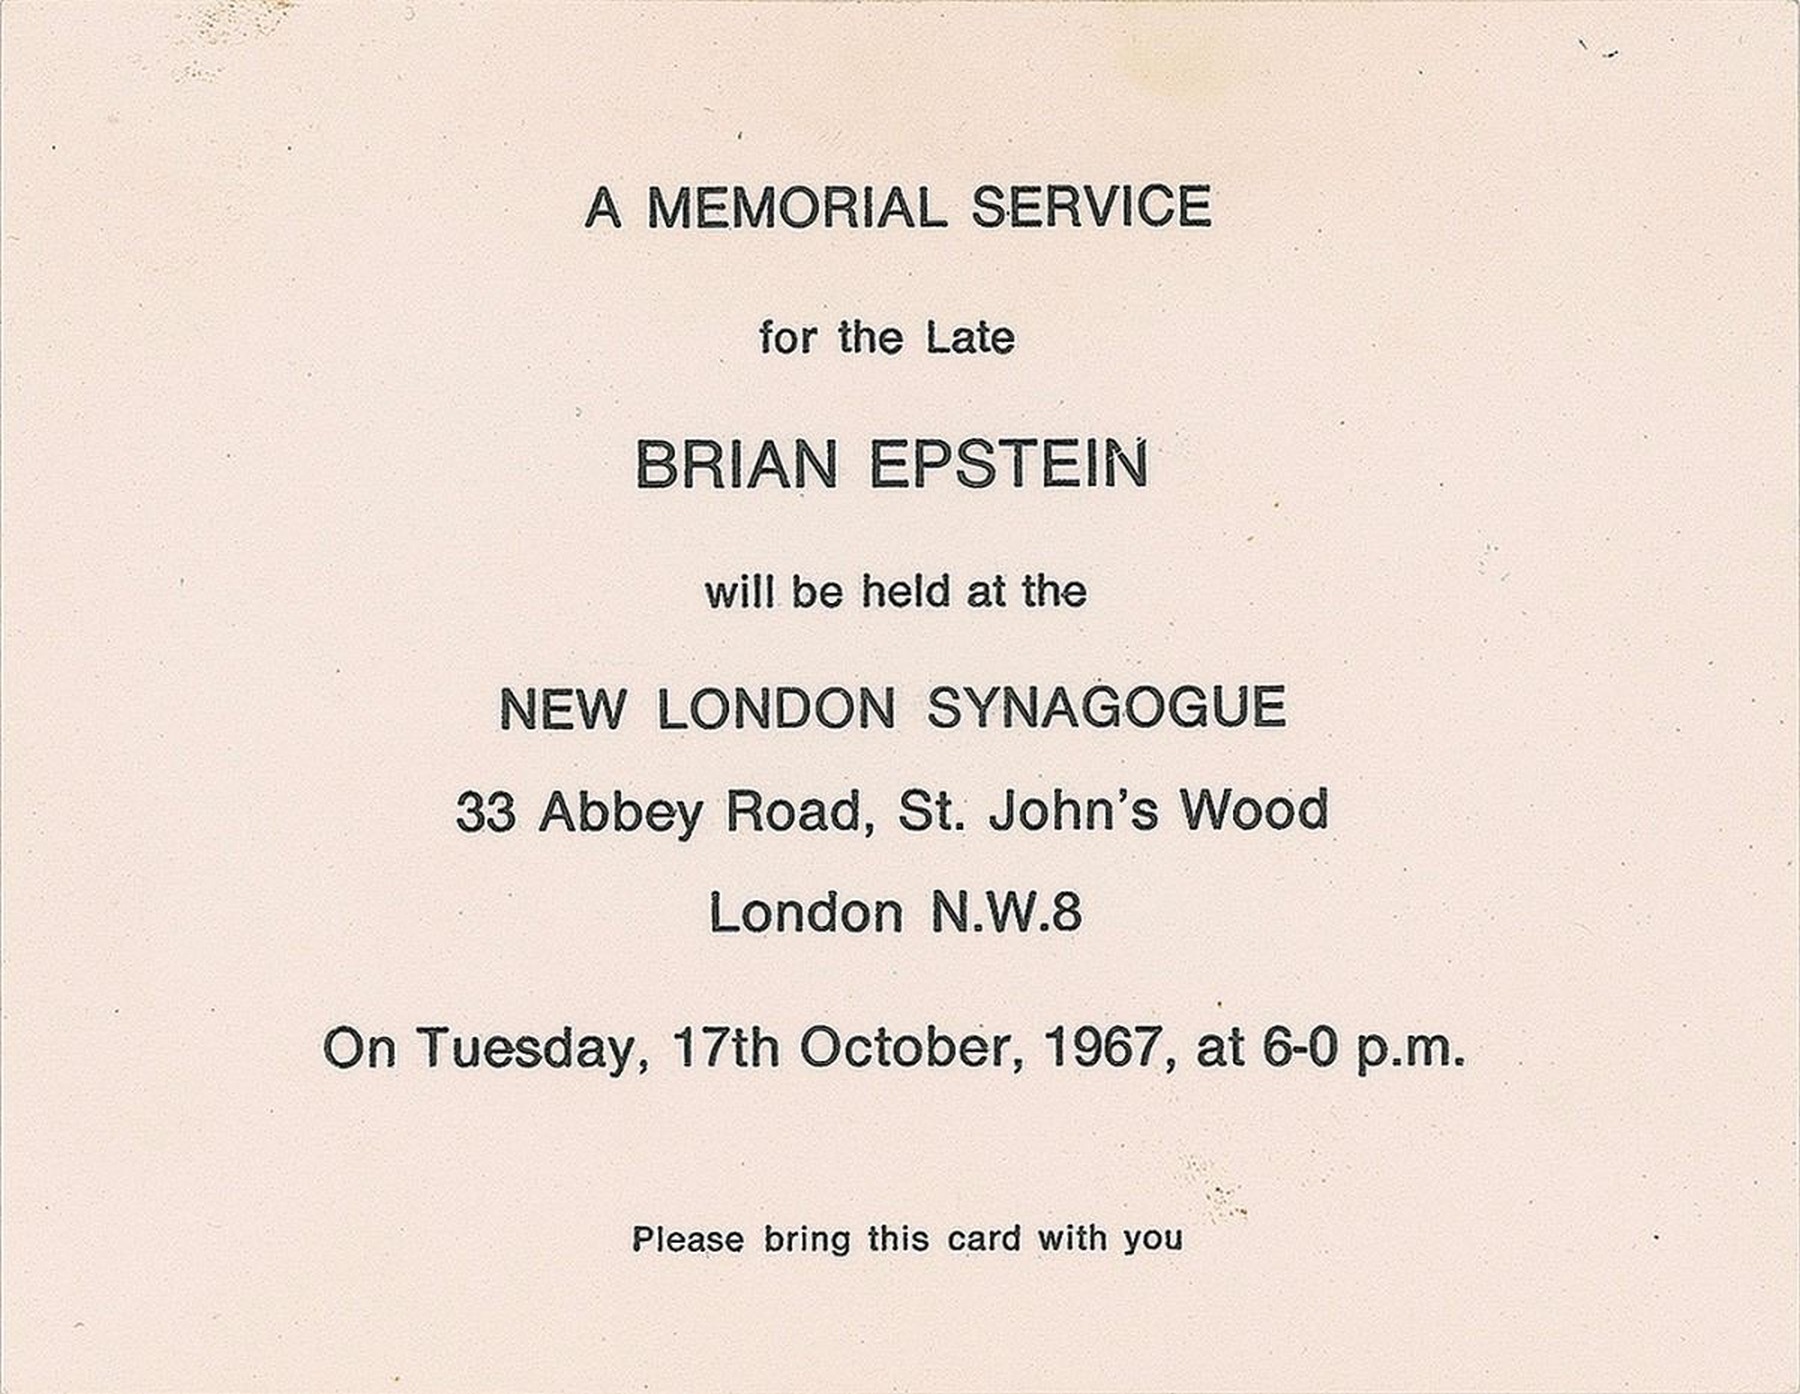 A MEMORIAL SERVICE
for the Late
BRIAN EPSTEIN
will be held at the
NEW LONDON SYNAGOGUE
33 Abbey Road, St. John's Wood
London N.W.8
On Tuesday, 17th October, 1967, at 6-0 p.m.
Please bring this card with you